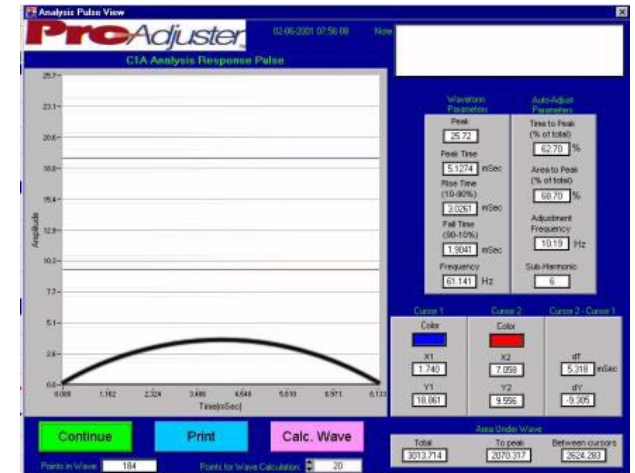 Analysis Pulse View
ProAdjuster
02-06-2001 07:56:08
Note
C1A Analysis Response Pulse
25.7
23.1
20.6
18.0
15.4
12.9
10.3
7.7
5.1
2.6
0.0
Amplitude
0.000 1.162 2.324 3.486 4.648 5.810 6.971 8.133
Time(mSec)
Waveform Parameters
Peak
25.72
Peak Time
5.1274 mSec
Rise Time
(10-90%)
3.0261 mSec
Fall Time
(90-10%)
1.9041 mSec
Frequency
61.141 Hz
Auto-Adjust Parameters
Time to Peak
(% of total)
62.70 %
Area to Peak
(% of total)
68.70 %
Adjustment
Frequency
10.19 Hz
Sub-Harmonic
6
Cursor 1 Cursor 2 Cursor 2 - Cursor 1
Color Color
X1 X2 dT
1.740 7.058 5.318 mSec
Y1 Y2 dY
18.861 9.556 -9.305
Area Under Wave
Total To peak Between cursors
3013.714 2070.317 2624.283
Continue Print Calc. Wave
Points in Wave 184 Points for Wave Calculation 20